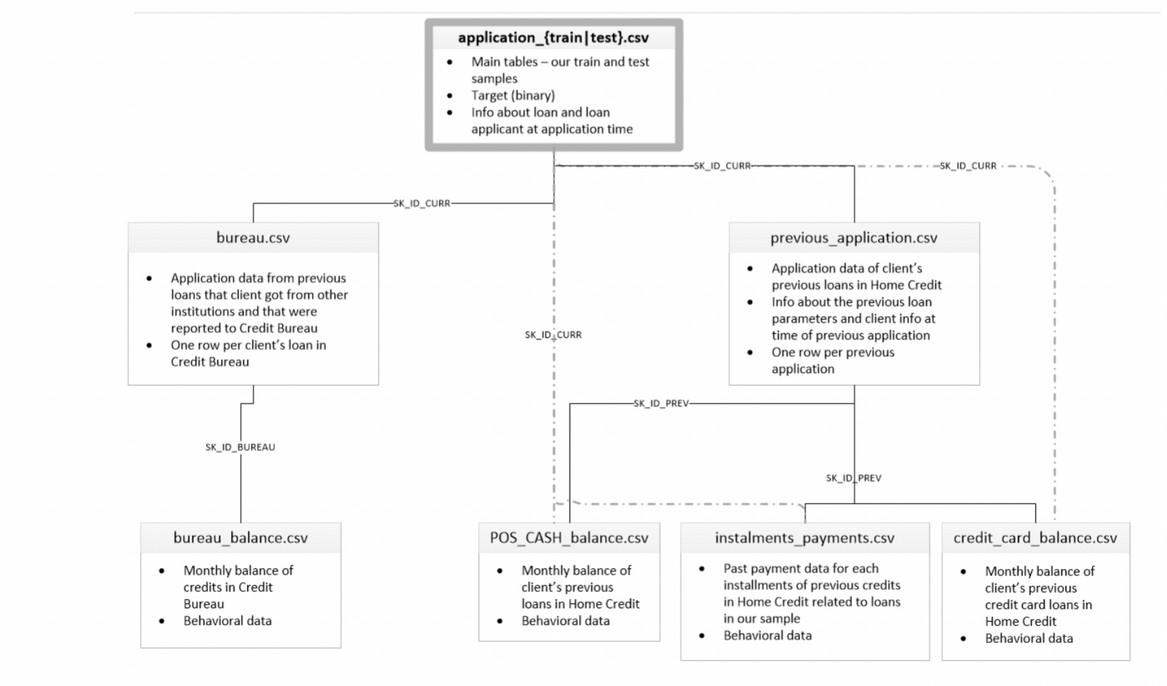 application_{train|test}.csv
• Main tables – our train and test
samples
• Target (binary)
• Info about loan and loan
applicant at application time
SK_ID_CURR
SK_ID_CURR
SK_ID_CURR
bureau.csv
• Application data from previous
loans that client got from other
institutions and that were
reported to Credit Bureau
• One row per client's loan in
Credit Bureau
previous_application.csv
• Application data of client's
previous loans in Home Credit
• Info about the previous loan
parameters and client info at
time of previous application
• One row per previous
application
SK_ID_CURR
SK_ID_PREV
SK_ID_BUREAU
SK_ID_PREV
bureau_balance.csv
• Monthly balance of
credits in Credit
Bureau
• Behavioral data
POS_CASH_balance.csv
• Monthly balance of
client's previous
loans in Home Credit
• Behavioral data
instalments_payments.csv
• Past payment data for each
installments of previous credits
in Home Credit related to loans
in our sample
• Behavioral data
credit_card_balance.csv
• Monthly balance of
client's previous
credit card loans in
Home Credit
• Behavioral data